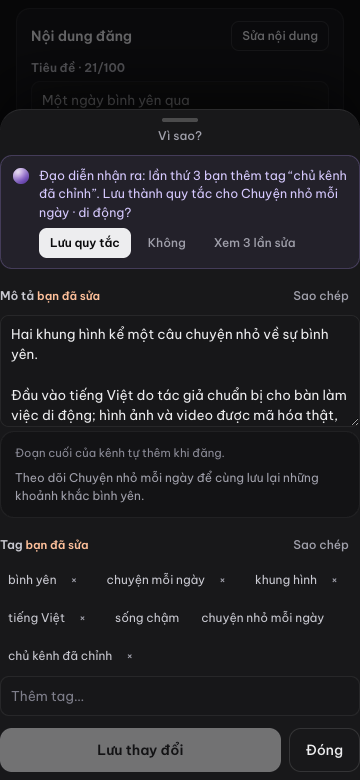 Nội dung đăng
Sửa nội dung
Tiêu đề · 21/100
Một ngày bình yên qua
Vì sao?
Đạo diễn nhận ra: lần thứ 3 bạn thêm tag “chủ kênh
đã chỉnh”. Lưu thành quy tắc cho Chuyện nhỏ mỗi
ngày · di động?
Lưu quy tắc
Không
Xem 3 lần sửa
Mô tả bạn đã sửa
Sao chép
Hai khung hình kể một câu chuyện nhỏ về sự bình
yên.
Đầu vào tiếng Việt do tác giả chuẩn bị cho bàn làm
việc di động; hình ảnh và video được mã hóa thật,
Đoạn cuối của kênh tự thêm khi đăng.
Theo dõi Chuyện nhỏ mỗi ngày để cùng lưu lại những
khoảnh khắc bình yên.
Tag bạn đã sửa
Sao chép
bình yên × chuyện mỗi ngày × khung hình ×
tiếng Việt × sống chậm chuyện nhỏ mỗi ngày
chủ kênh đã chỉnh ×
Thêm tag...
Lưu thay đổi
Đóng